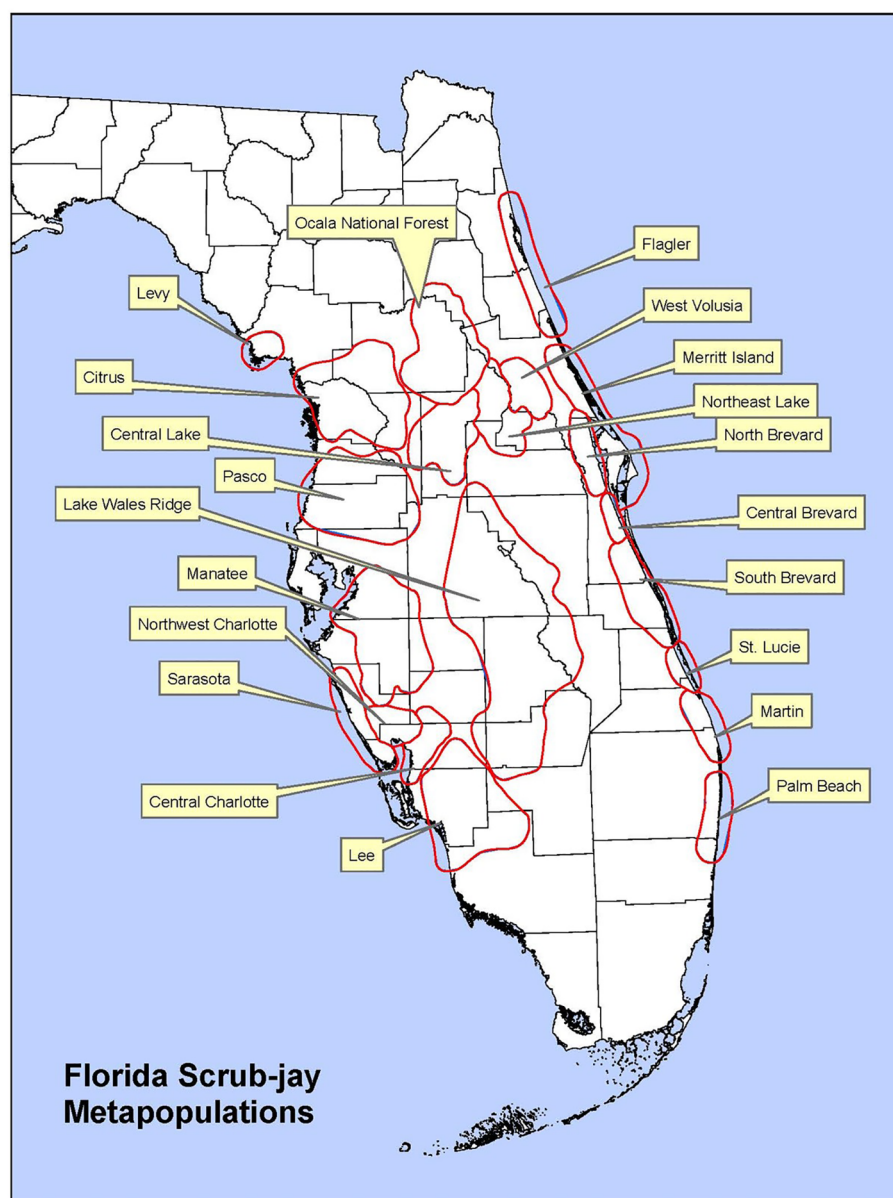 Ocala National Forest
Flagler
Levy
West Volusia
Merritt Island
Citrus
Northeast Lake
Central Lake
North Brevard
Pasco
Lake Wales Ridge
Central Brevard
Manatee
South Brevard
Northwest Charlotte
St. Lucie
Sarasota
Martin
Palm Beach
Central Charlotte
Lee
Florida Scrub-jay
Metapopulations